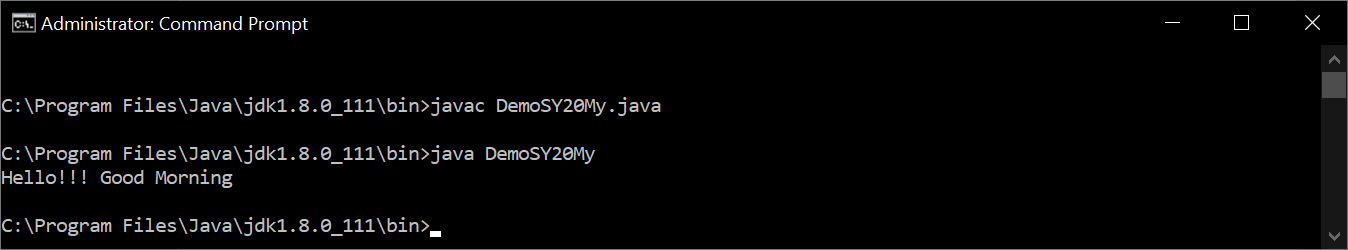 Administrator: Command Prompt
C:\Program Files\Java\jdk1.8.0_111\bin>javac DemoSY20My.java
C:\Program Files\Java\jdk1.8.0_111\bin>java DemoSY20My
Hello!!! Good Morning
C:\Program Files\Java\jdk1.8.0_111\bin>